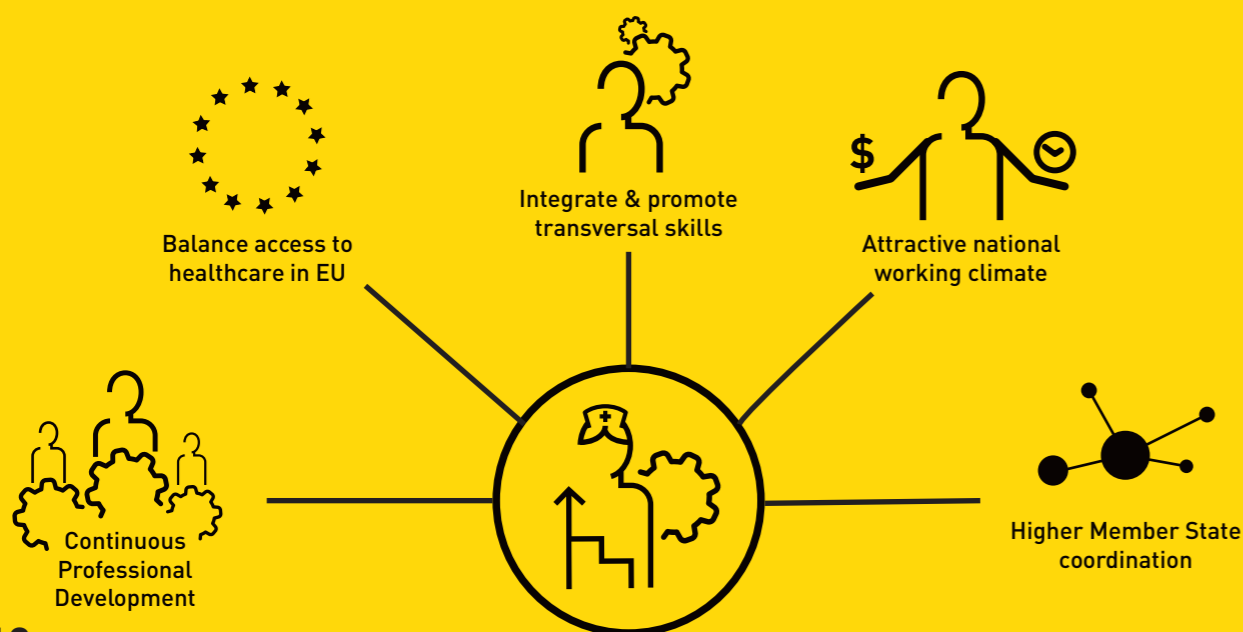 Integrate & promote
transversal skills
Balance access to
healthcare in EU
$
Attractive national
working climate
Continuous
Professional
Development
Higher Member State
coordination